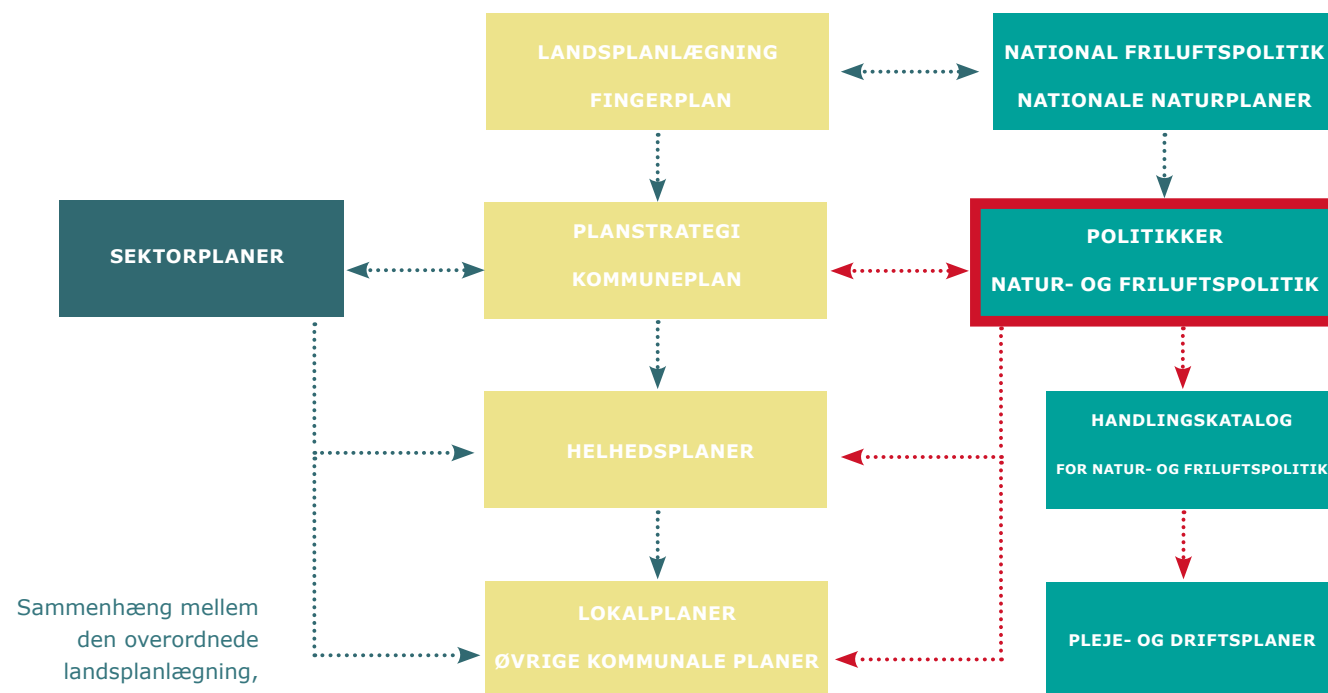 LANDSPLANLÆGNING
FINGERPLAN
NATIONAL FRILUFTSPOLITIK
NATIONALE NATURPLANER
SEKTORPLANER
PLANSTRATEGI
KOMMUNEPLAN
POLITIKKER
NATUR- OG FRILUFTSPOLITIK
HELHEDSPLANER
HANDLINGSKATALOG
FOR NATUR- OG FRILUFTSPOLITIK
LOKALPLANER
ØVRIGE KOMMUNALE PLANER
PLEJE- OG DRIFTSPLANER
Sammenhæng mellem
den overordnede
landsplanlægning,